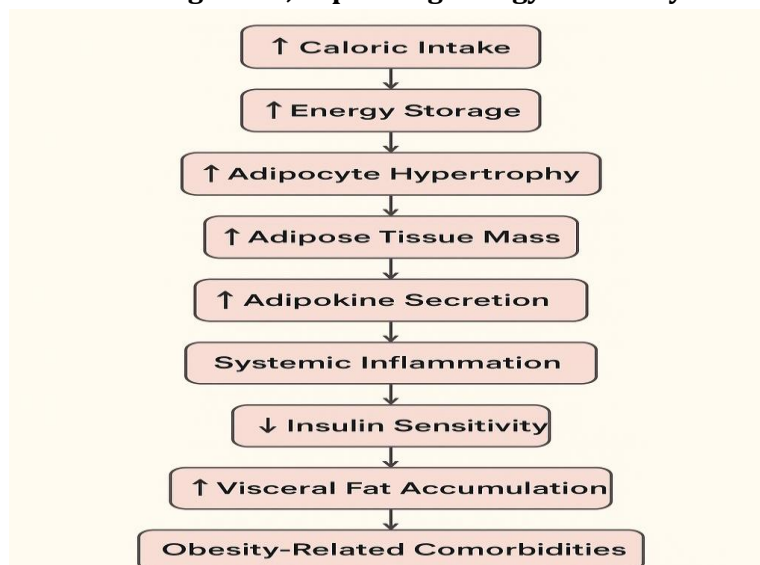 ↑ Caloric Intake
↑ Energy Storage
↑ Adipocyte Hypertrophy
↑ Adipose Tissue Mass
↑ Adipokine Secretion
Systemic Inflammation
↓ Insulin Sensitivity
↑ Visceral Fat Accumulation
Obesity-Related Comorbidities